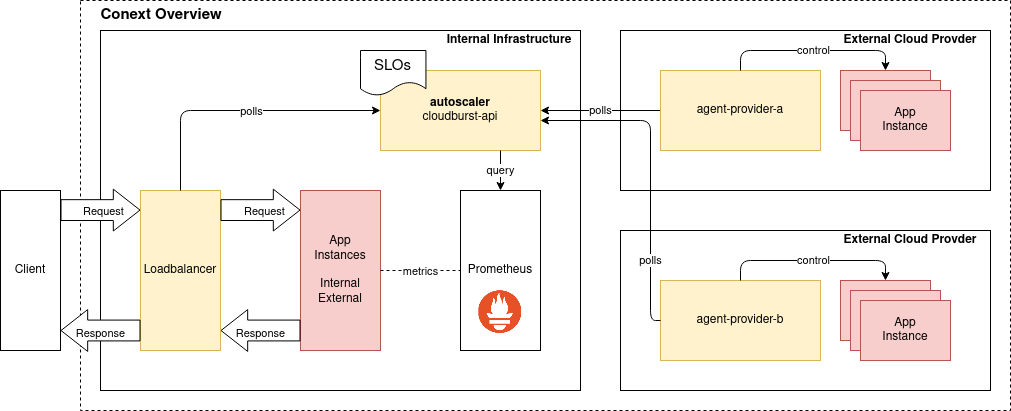 Conext Overview
Internal Infrastructure
External Cloud Provder
SLOs
control
autoscaler
cloudburst-api
polls
polls
agent-provider-a
App
Instance
query
Request
Request
Client
Loadbalancer
App
Instances
Internal
External
metrics
Prometheus
Response
Response
External Cloud Provder
polls
control
agent-provider-b
App
Instance